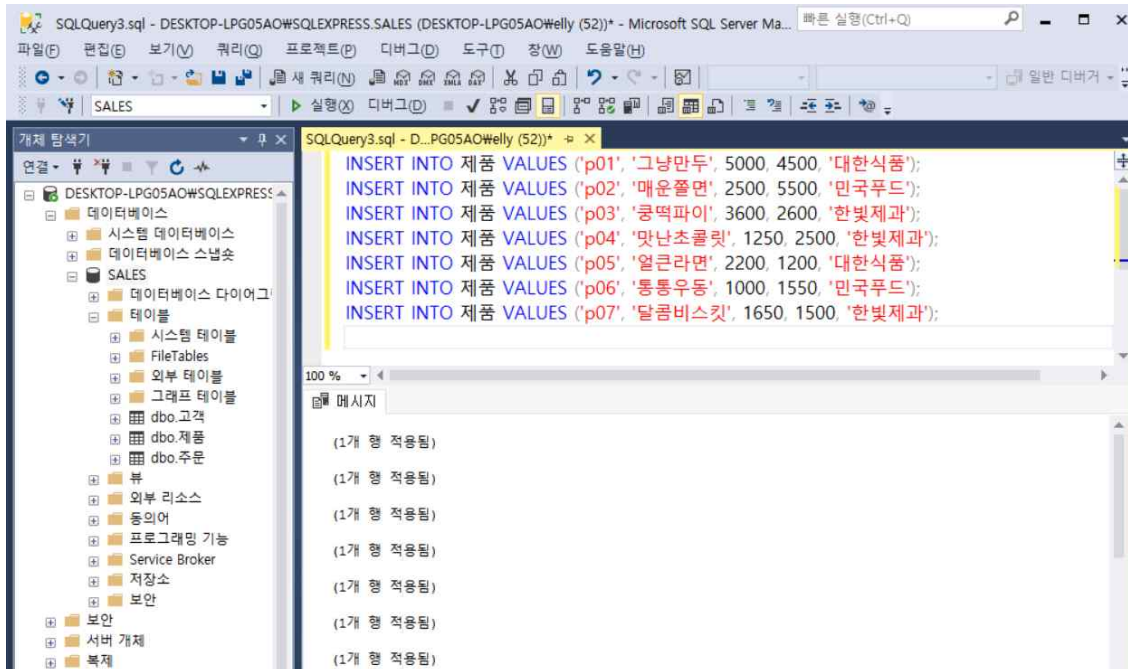 SQLQuery3.sql - DESKTOP-LPG05AO₩SQLEXPRESS.SALES (DESKTOP-LPG05AO₩elly (52))* - Microsoft SQL Server Ma...
빠른 실행(Ctrl+Q)
파일(F) 편집(E) 보기(V) 쿼리(Q) 프로젝트(P) 디버그(D) 도구(T) 창(W) 도움말(H)
새 쿼리(N) 일반 디버거
SALES 실행(X) 디버그(D)
개체 탐색기
연결
DESKTOP-LPG05AO₩SQLEXPRESS
데이터베이스
시스템 데이터베이스
데이터베이스 스냅숏
SALES
데이터베이스 다이어그
테이블
시스템 테이블
FileTables
외부 테이블
그래프 테이블
dbo.고객
dbo.제품
dbo.주문
뷰
외부 리소스
동의어
프로그래밍 기능
Service Broker
저장소
보안
보안
서버 개체
복제
SQLQuery3.sql - D...PG05AO₩elly (52))*
INSERT INTO 제품 VALUES ('p01', '그냥만두', 5000, 4500, '대한식품');
INSERT INTO 제품 VALUES ('p02', '매운쫄면', 2500, 5500, '민국푸드');
INSERT INTO 제품 VALUES ('p03', '쿵떡파이', 3600, 2600, '한빛제과');
INSERT INTO 제품 VALUES ('p04', '맛난초콜릿', 1250, 2500, '한빛제과');
INSERT INTO 제품 VALUES ('p05', '얼큰라면', 2200, 1200, '대한식품');
INSERT INTO 제품 VALUES ('p06', '통통우동', 1000, 1550, '민국푸드');
INSERT INTO 제품 VALUES ('p07', '달콤비스킷', 1650, 1500, '한빛제과');
100 %
메시지
(1개 행 적용됨)
(1개 행 적용됨)
(1개 행 적용됨)
(1개 행 적용됨)
(1개 행 적용됨)
(1개 행 적용됨)
(1개 행 적용됨)